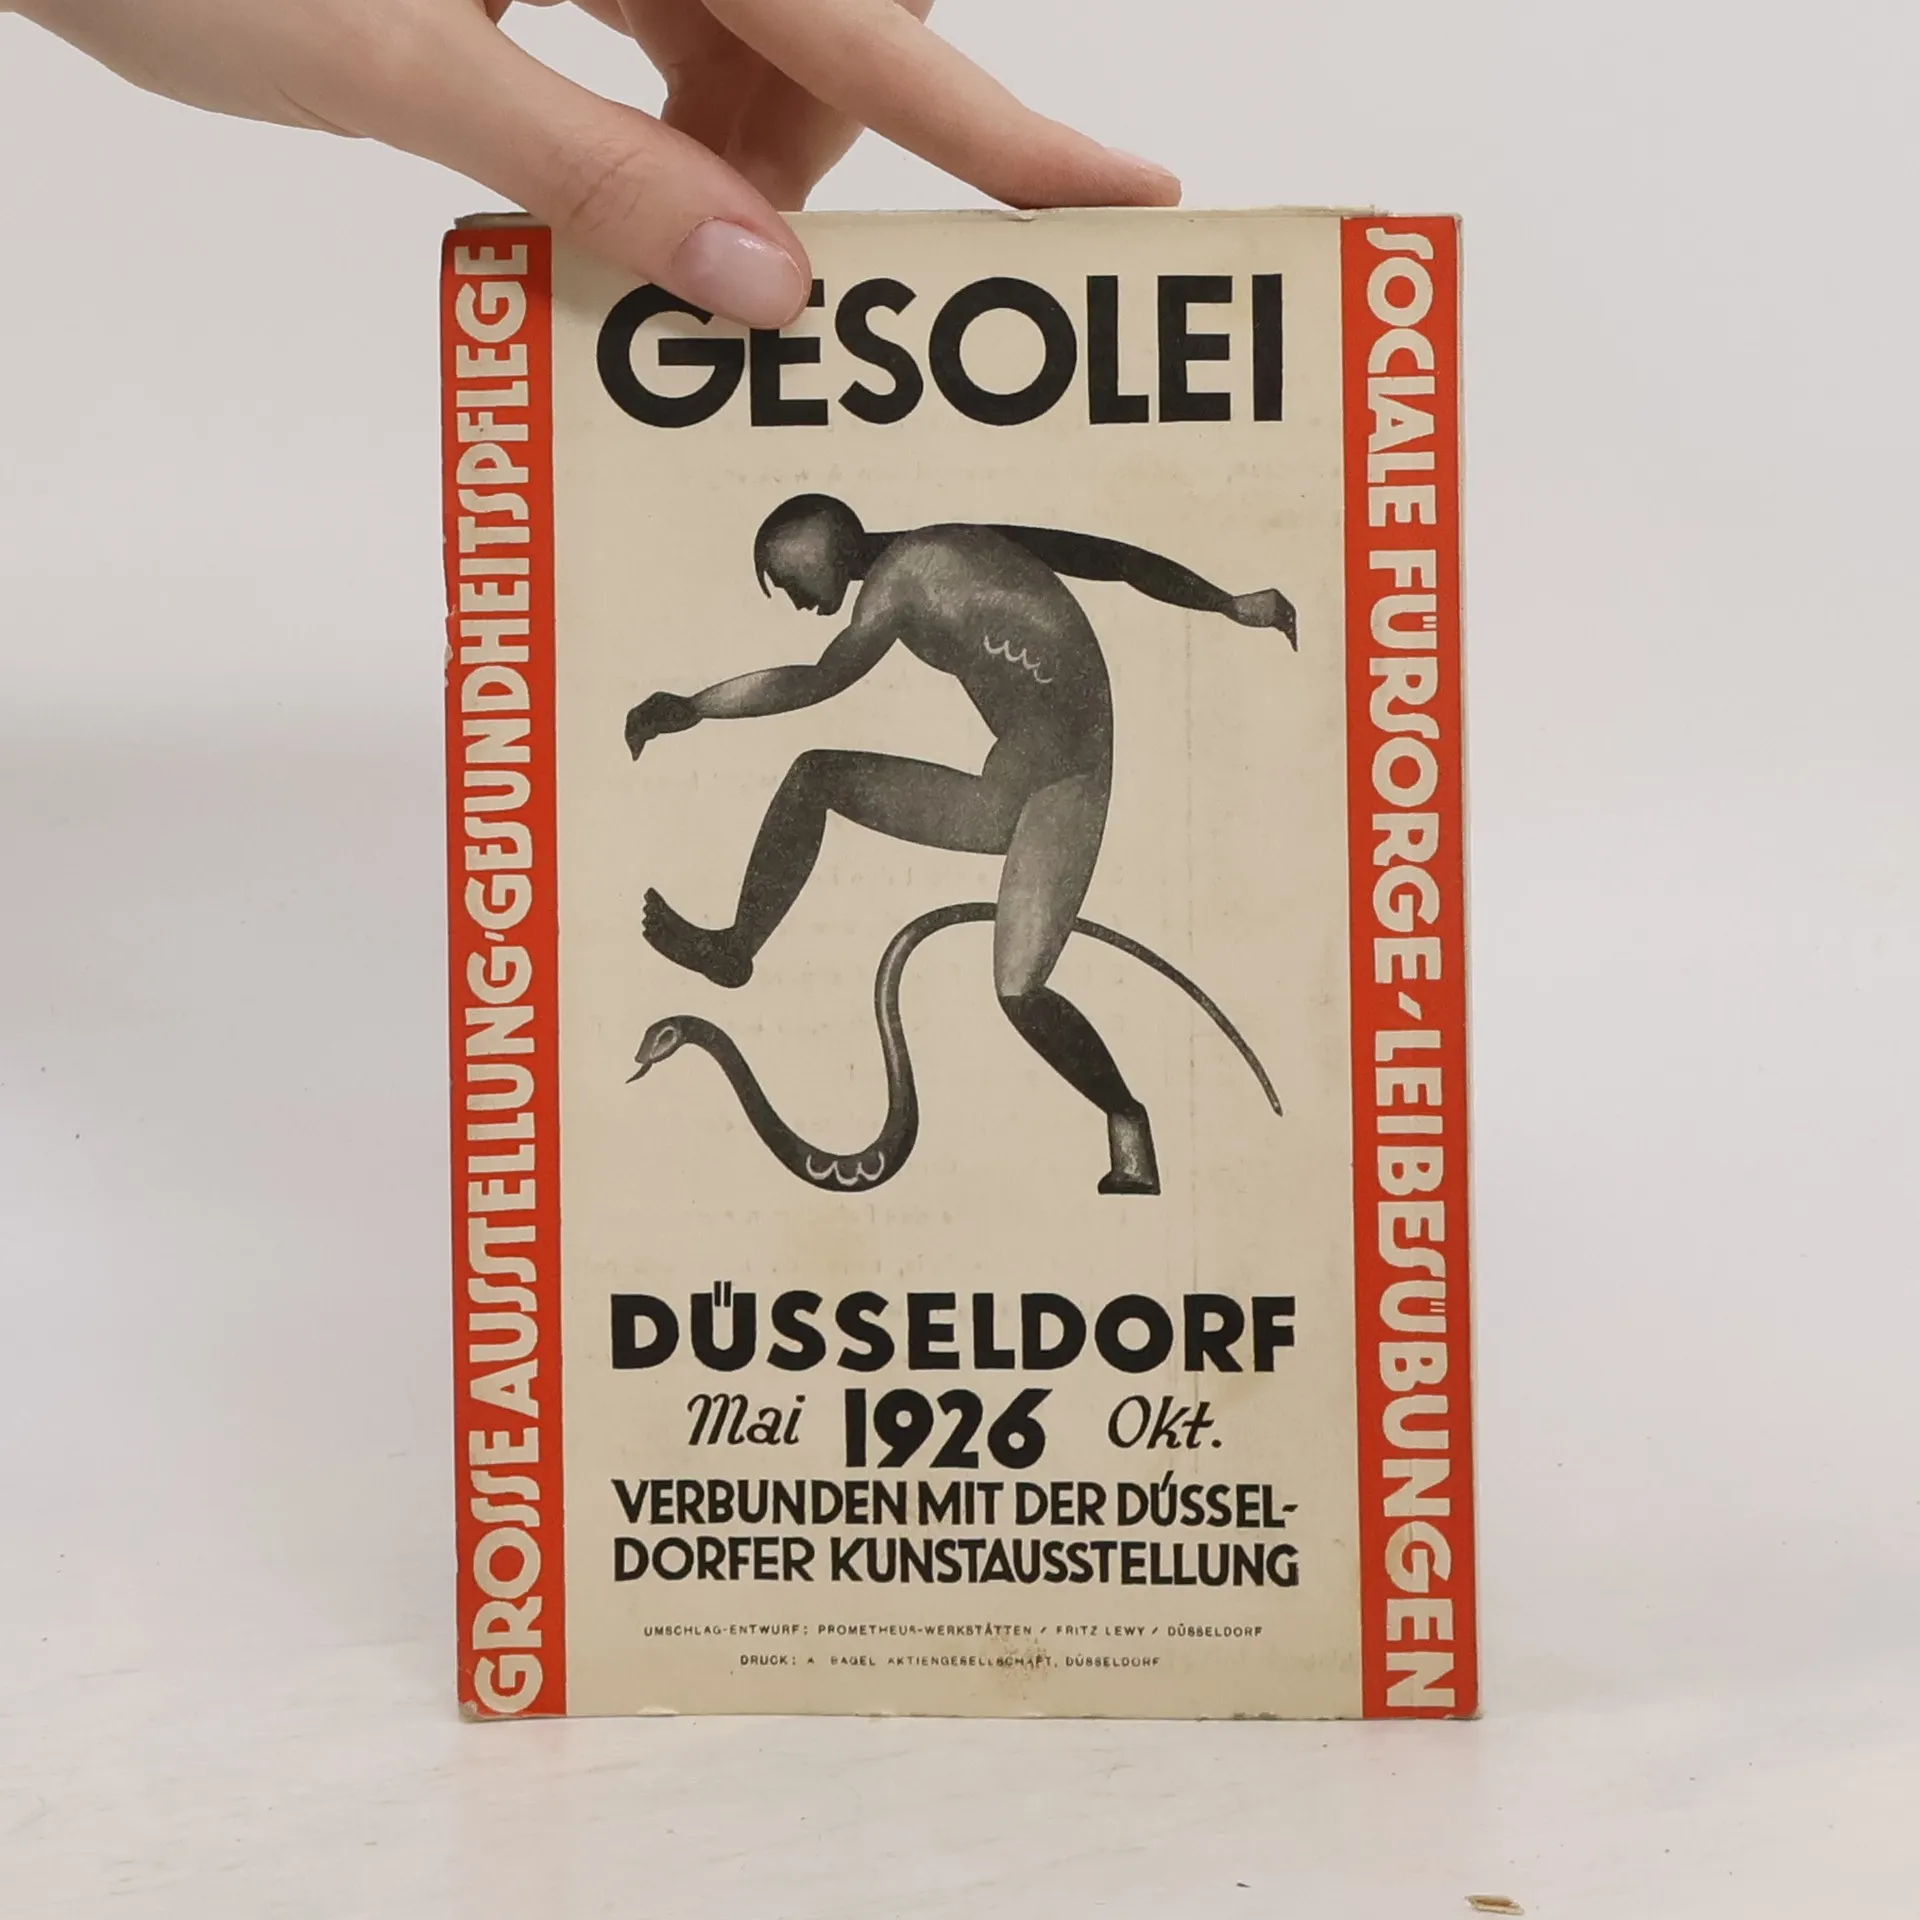 GESOLEI
GROSSE AUSSTELLUNG·GESUNDHEITSPFLEGE
SOCIALE FÜRSORGE ∕ LEIBESÜBUNGEN
DÜSSELDORF
Mai 1926 Okt.
VERBUNDEN MIT DER DÜSSEL-
DORFER KUNSTAUSSTELLUNG
UMSCHLAG-ENTWURF: PROMETHEUS-WERKSTÄTTEN / FRITZ LEWY / DÜSSELDORF
DRUCK: A BAGEL AKTIENGESELLSCHAFT, DÜSSELDORF